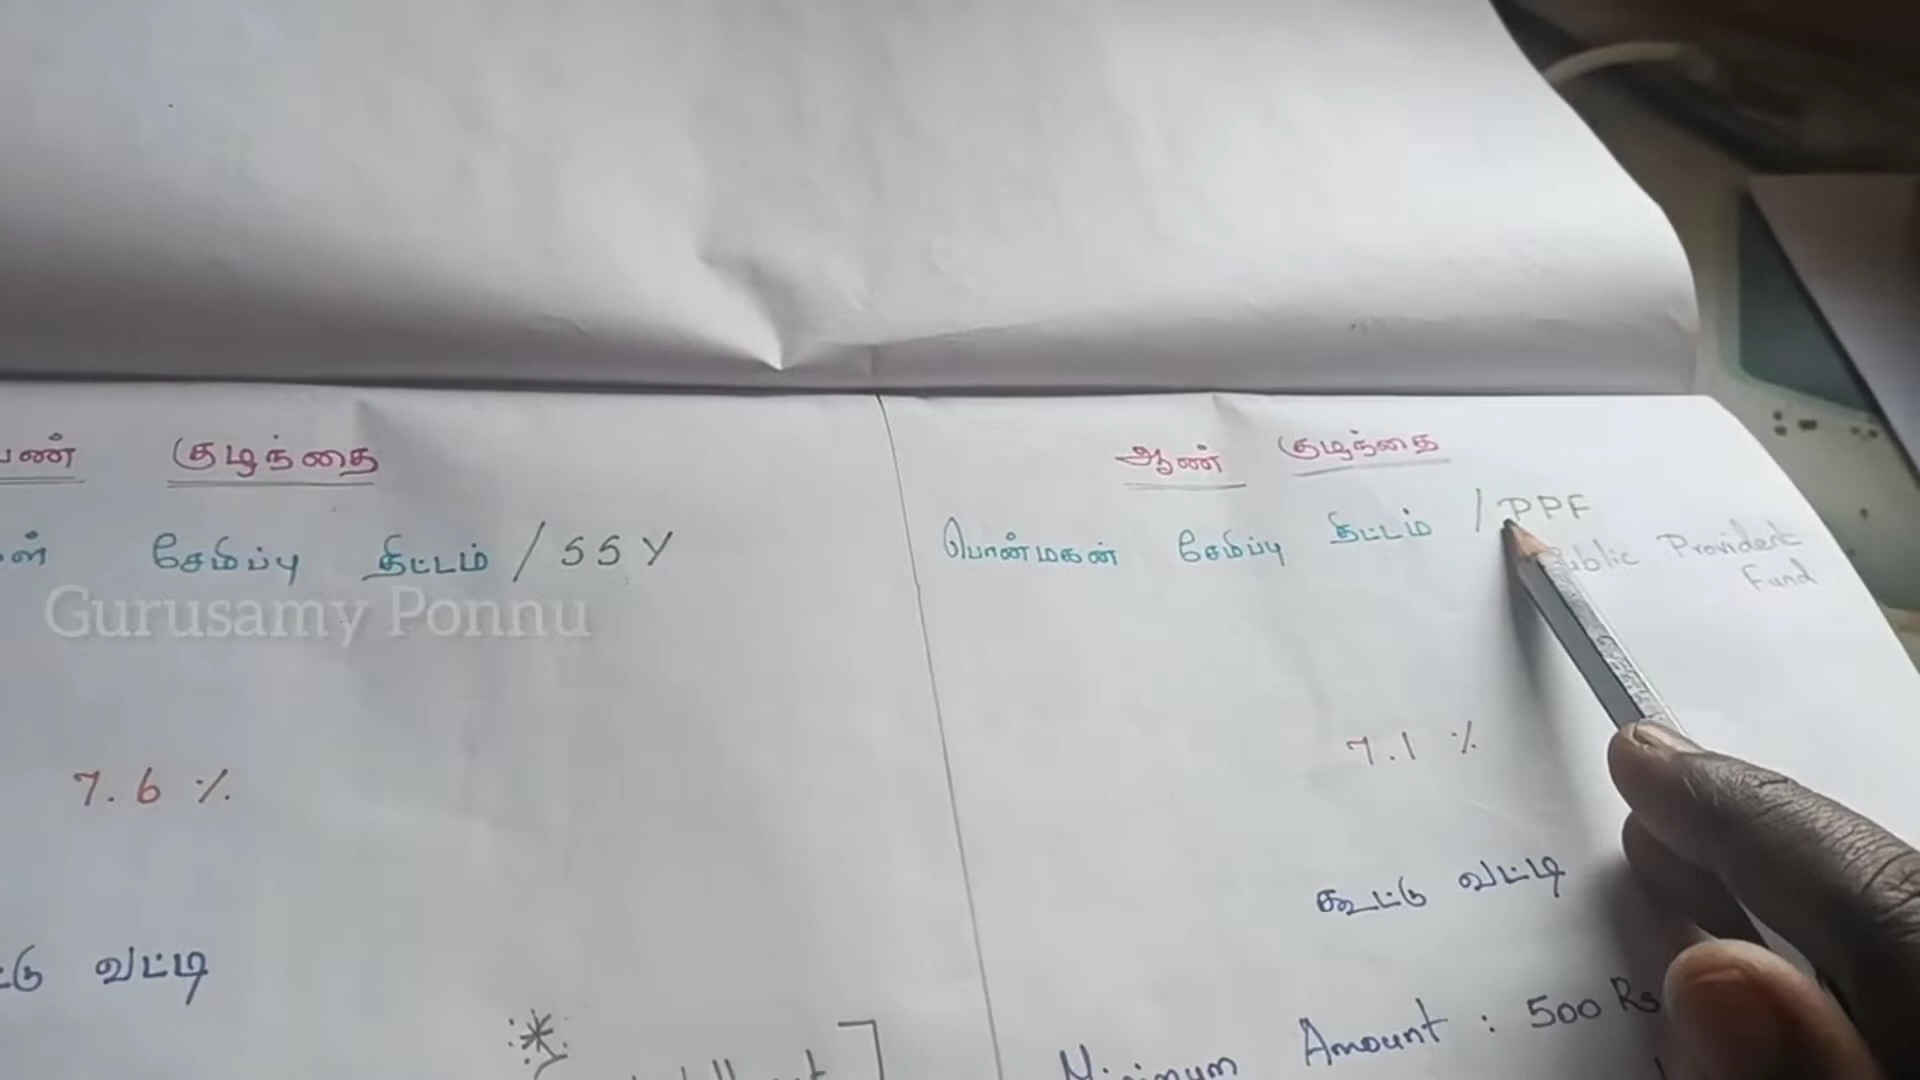 குழந்தை
சேமிப்பு திட்டம் / SSY
Gurusamy Ponnu
7.6 %
வட்டி
ஆண் குழந்தை
பொன்மகன் சேமிப்பு திட்டம் / PPF
Provident
Fund
7.1 %
கூட்டு வட்டி
Minimum Amount : 500 Rs